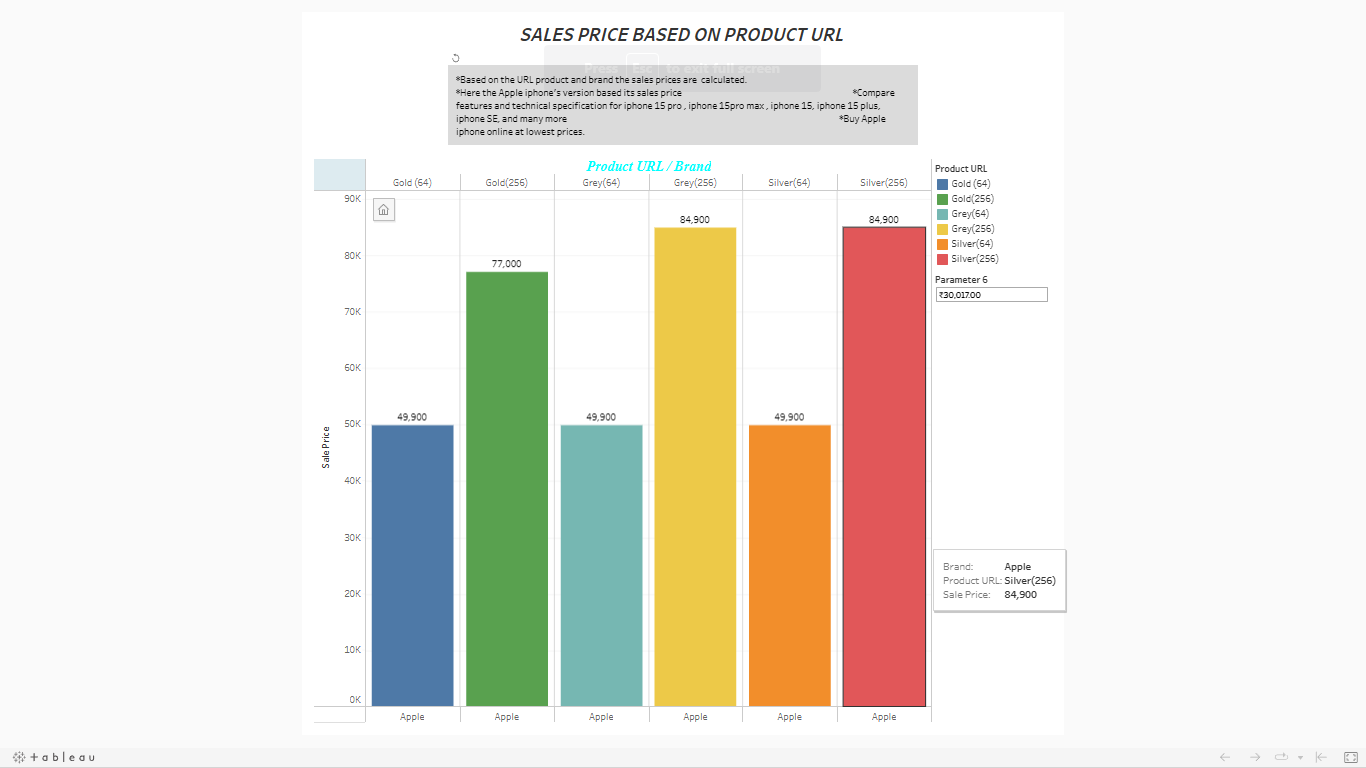 SALES PRICE BASED ON PRODUCT URL
Press Esc to exit full screen
*Based on the URL product and brand the sales prices are calculated.
*Here the Apple iphone's version based its sales price *Compare
features and technical specification for iphone 15 pro , iphone 15pro max , iphone 15, iphone 15 plus,
iphone SE, and many more *Buy Apple
iphone online at lowest prices.
Product URL / Brand
Gold (64) Gold(256) Grey(64) Grey(256) Silver(64) Silver(256)
90K
80K
70K
60K
50K
40K
30K
20K
10K
0K
Sale Price
49,900
77,000
49,900
84,900
49,900
84,900
Apple Apple Apple Apple Apple Apple
Product URL
Gold (64)
Gold(256)
Grey(64)
Grey(256)
Silver(64)
Silver(256)
Parameter 6
₹30,017.00
Brand: Apple
Product URL: Silver(256)
Sale Price: 84,900
+ a b l e a u